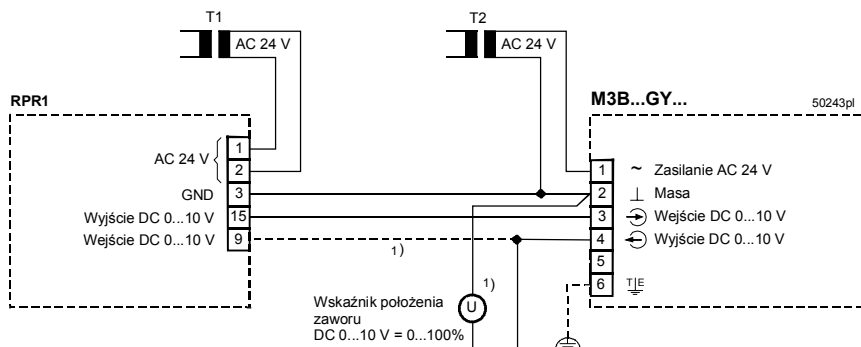 T1
T2
AC 24 V
AC 24 V
RPR1
M3B...GY...
50243pl
AC 24 V
1
2
GND
3
Wyjście DC 0...10 V
15
Wejście DC 0...10 V
9
1)
1)
Wskaźnik położenia
zaworu
DC 0...10 V = 0...100%
U
1 ~ Zasilanie AC 24 V
2 ⊥ Masa
3 Wejście DC 0...10 V
4 Wyjście DC 0...10 V
5
6 TE